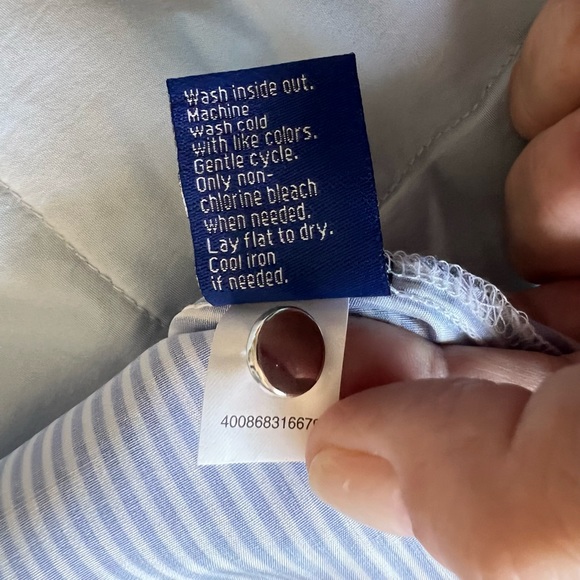 Wash inside out.
Machine
wash cold
with like colors.
Gentle cycle.
Only non-
chlorine bleach
when needed.
Lay flat to dry.
Cool iron
if needed.